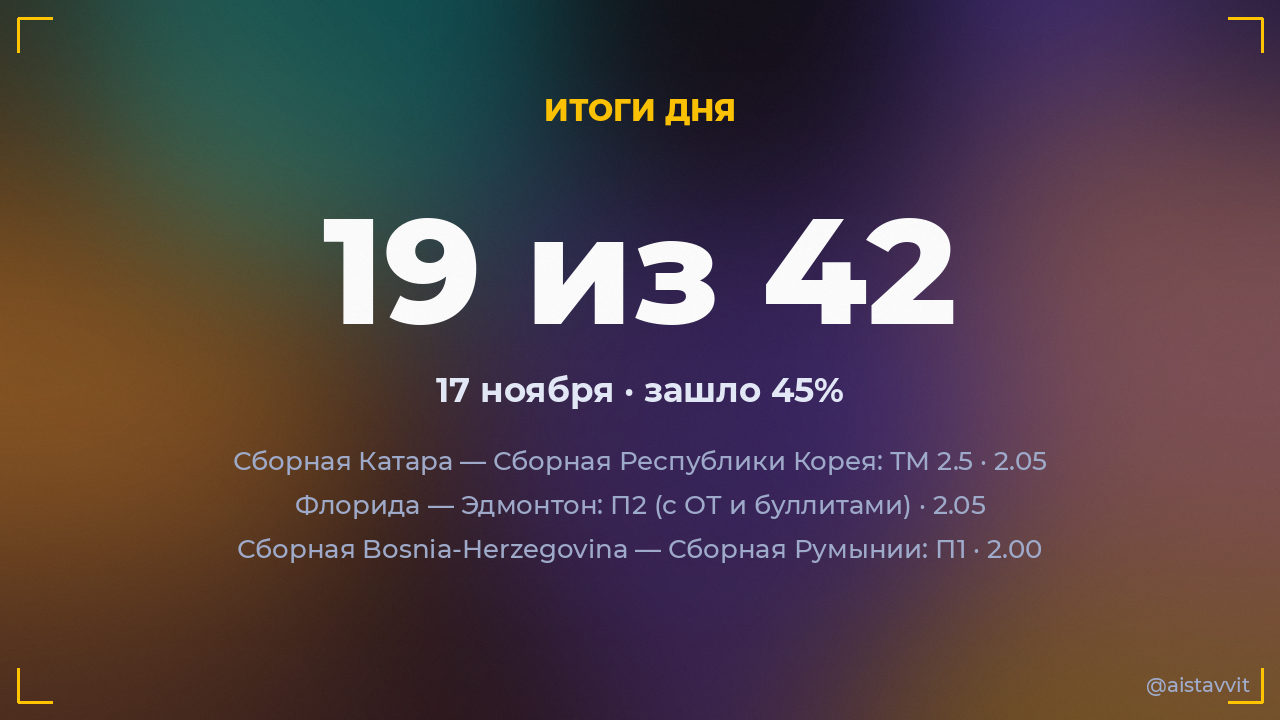 ИТОГИ ДНЯ
19 из 42
17 ноября · зашло 45%
Сборная Катара — Сборная Республики Корея: ТМ 2.5 · 2.05
Флорида — Эдмонтон: П2 (с ОТ и буллитами) · 2.05
Сборная Bosnia-Herzegovina — Сборная Румынии: П1 · 2.00
@aistavvit